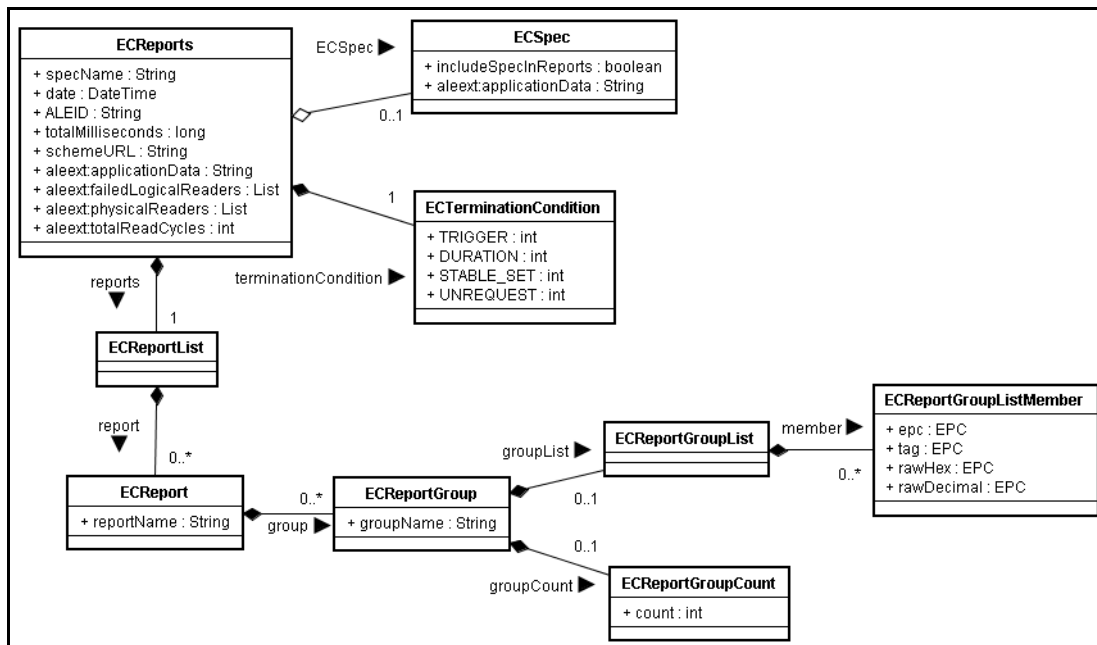 ECReports
+ specName : String
+ date : DateTime
+ ALEID : String
+ totalMilliseconds : long
+ schemeURL : String
+ aleext:applicationData : String
+ aleext:failedLogicalReaders : List
+ aleext:physicalReaders : List
+ aleext:totalReadCycles : int
ECSpec
ECSpec
+ includeSpecInReports : boolean
+ aleext:applicationData : String
0..1
1
ECTerminationCondition
+ TRIGGER : int
+ DURATION : int
+ STABLE_SET : int
+ UNREQUEST : int
terminationCondition
reports
1
ECReportList
report
0..*
ECReport
+ reportName : String
0..*
group
ECReportGroup
+ groupName : String
groupList
0..1
ECReportGroupList
member
0..*
ECReportGroupListMember
+ epc : EPC
+ tag : EPC
+ rawHex : EPC
+ rawDecimal : EPC
0..1
groupCount
ECReportGroupCount
+ count : int